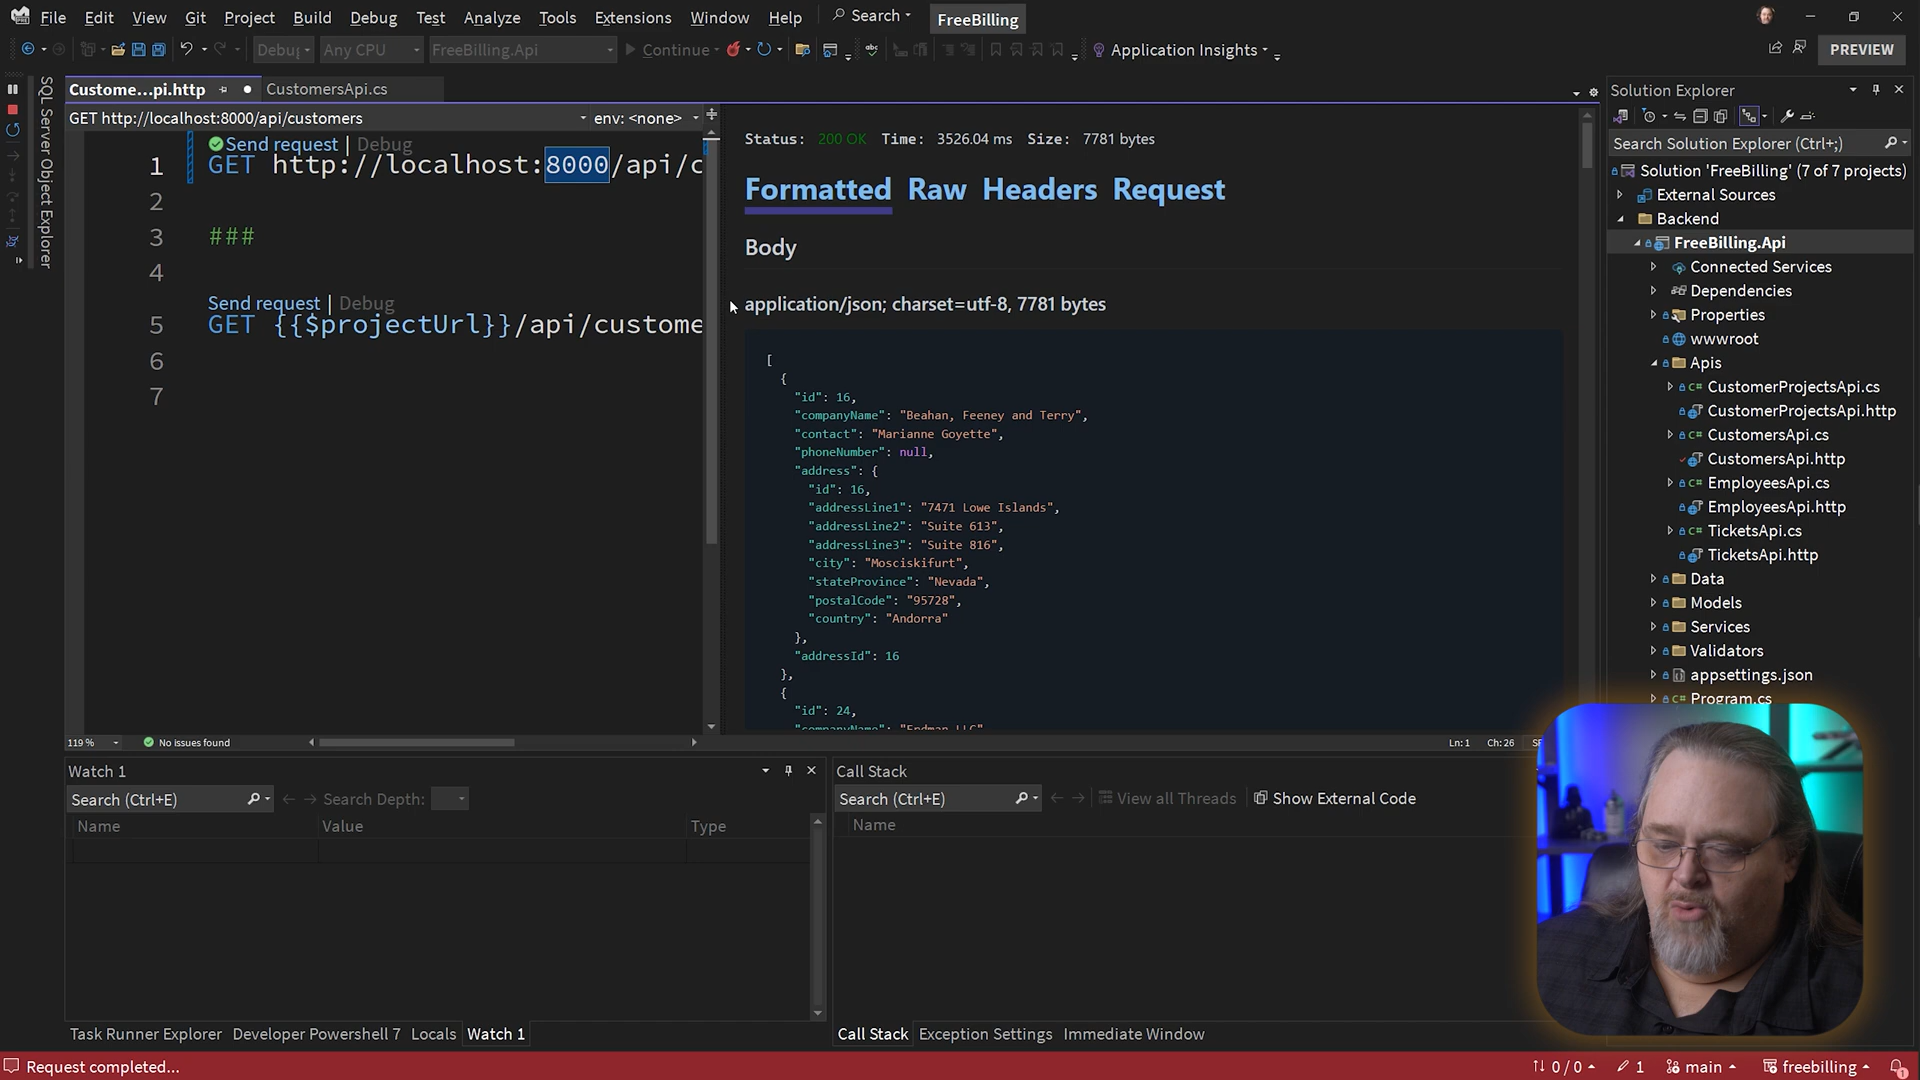 File Edit View Git Project Build Debug Test Analyze Tools Extensions Window Help Search FreeBilling
Debug Any CPU FreeBilling.Api Continue Application Insights PREVIEW
SQL Server Object Explorer
Custome...pi.http CustomersApi.cs
GET http://localhost:8000/api/customers env: <none>
Send request | Debug
1 GET http://localhost:8000/api/c
2
3 ###
4
Send request | Debug
5 GET {{$projectUrl}}/api/custome
6
7
Status: 200 OK Time: 3526.04 ms Size: 7781 bytes
Formatted Raw Headers Request
Body
application/json; charset=utf-8, 7781 bytes
[
{
"id": 16,
"companyName": "Beahan, Feeney and Terry",
"contact": "Marianne Goyette",
"phoneNumber": null,
"address": {
"id": 16,
"addressLine1": "7471 Lowe Islands",
"addressLine2": "Suite 613",
"addressLine3": "Suite 816",
"city": "Mosciskifurt",
"stateProvince": "Nevada",
"postalCode": "95728",
"country": "Andorra"
},
"addressId": 16
},
{
"id": 24,
"companyName": "Erdman LLC"
119 % No issues found Ln:1 Ch:26
Solution Explorer
Search Solution Explorer (Ctrl+;)
Solution 'FreeBilling' (7 of 7 projects)
External Sources
Backend
FreeBilling.Api
Connected Services
Dependencies
Properties
wwwroot
Apis
CustomerProjectsApi.cs
CustomerProjectsApi.http
CustomersApi.cs
CustomersApi.http
EmployeesApi.cs
EmployeesApi.http
TicketsApi.cs
TicketsApi.http
Data
Models
Services
Validators
appsettings.json
Program.cs
Watch 1
Search (Ctrl+E) Search Depth:
Name Value Type
Call Stack
Search (Ctrl+E) View all Threads Show External Code
Name
Task Runner Explorer Developer Powershell 7 Locals Watch 1
Call Stack Exception Settings Immediate Window
Request completed... 0 / 0 1 main freebilling 1